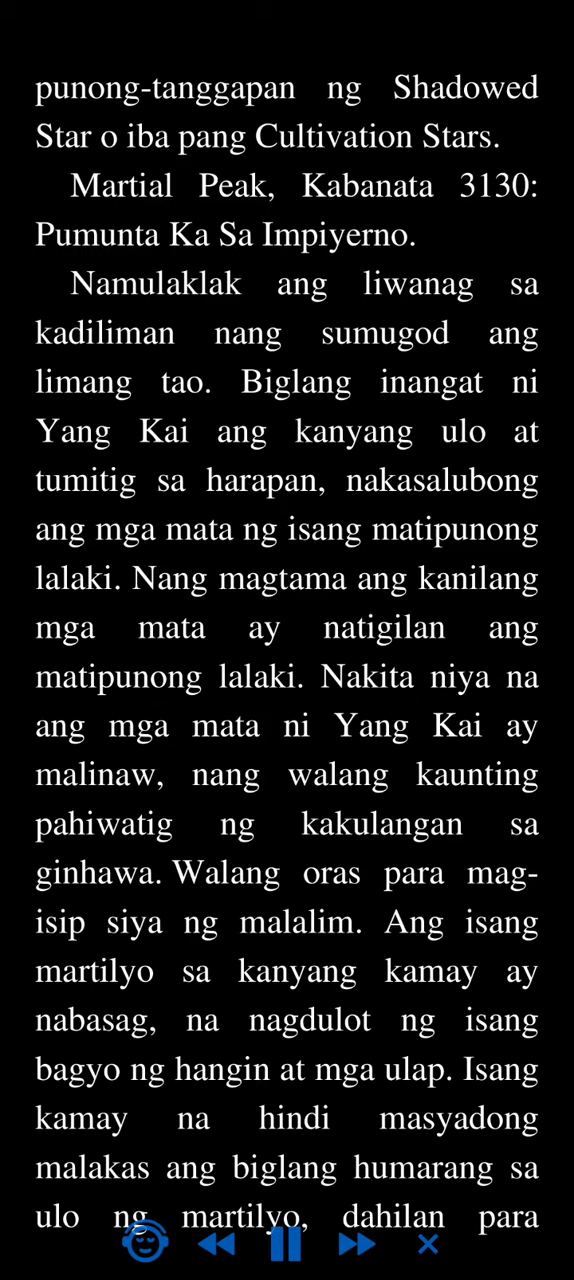 punong-tanggapan ng Shadowed
Star o iba pang Cultivation Stars.
Martial Peak, Kabanata 3130:
Pumunta Ka Sa Impiyerno.
Namulaklak ang liwanag sa
kadiliman nang sumugod ang
limang tao. Biglang inangat ni
Yang Kai ang kanyang ulo at
tumitig sa harapan, nakasalubong
ang mga mata ng isang matipunong
lalaki. Nang magtama ang kanilang
mga mata ay natigilan ang
matipunong lalaki. Nakita niya na
ang mga mata ni Yang Kai ay
malinaw, nang walang kaunting
pahiwatig ng kakulangan sa
ginhawa. Walang oras para mag-
isip siya ng malalim. Ang isang
martilyo sa kanyang kamay ay
nabasag, na nagdulot ng isang
bagyo ng hangin at mga ulap. Isang
kamay na hindi masyadong
malakas ang biglang humarang sa
ulo ng martilyo, dahilan para